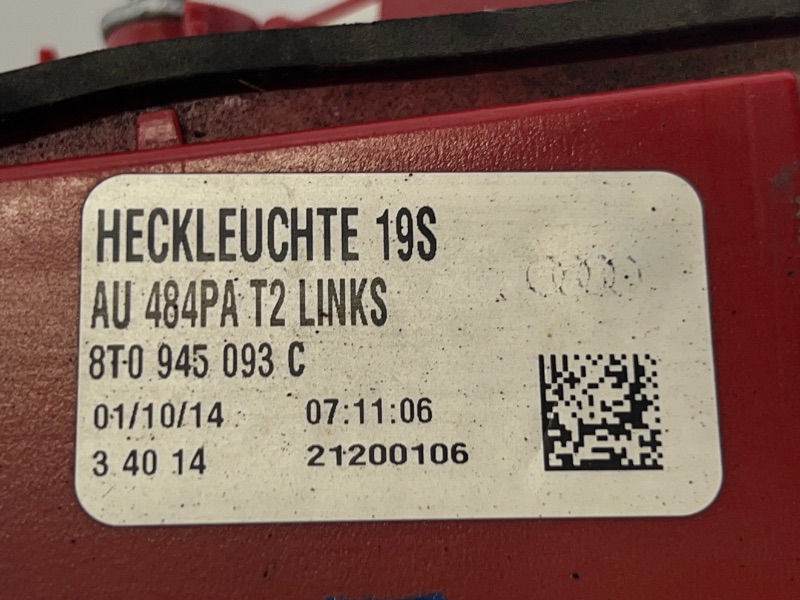 HECKLEUCHTE 19S
AU 484PA T2 LINKS
8T0 945 093 C
01/10/14 07:11:06
3 40 14 21200106